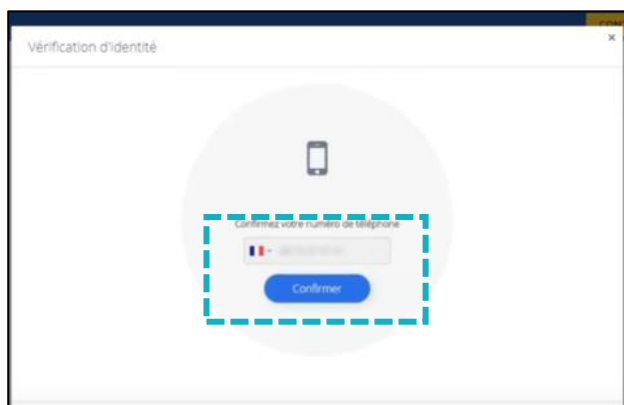 Vérification d'identité
×
Confirmez votre numéro de téléphone
Confirmer